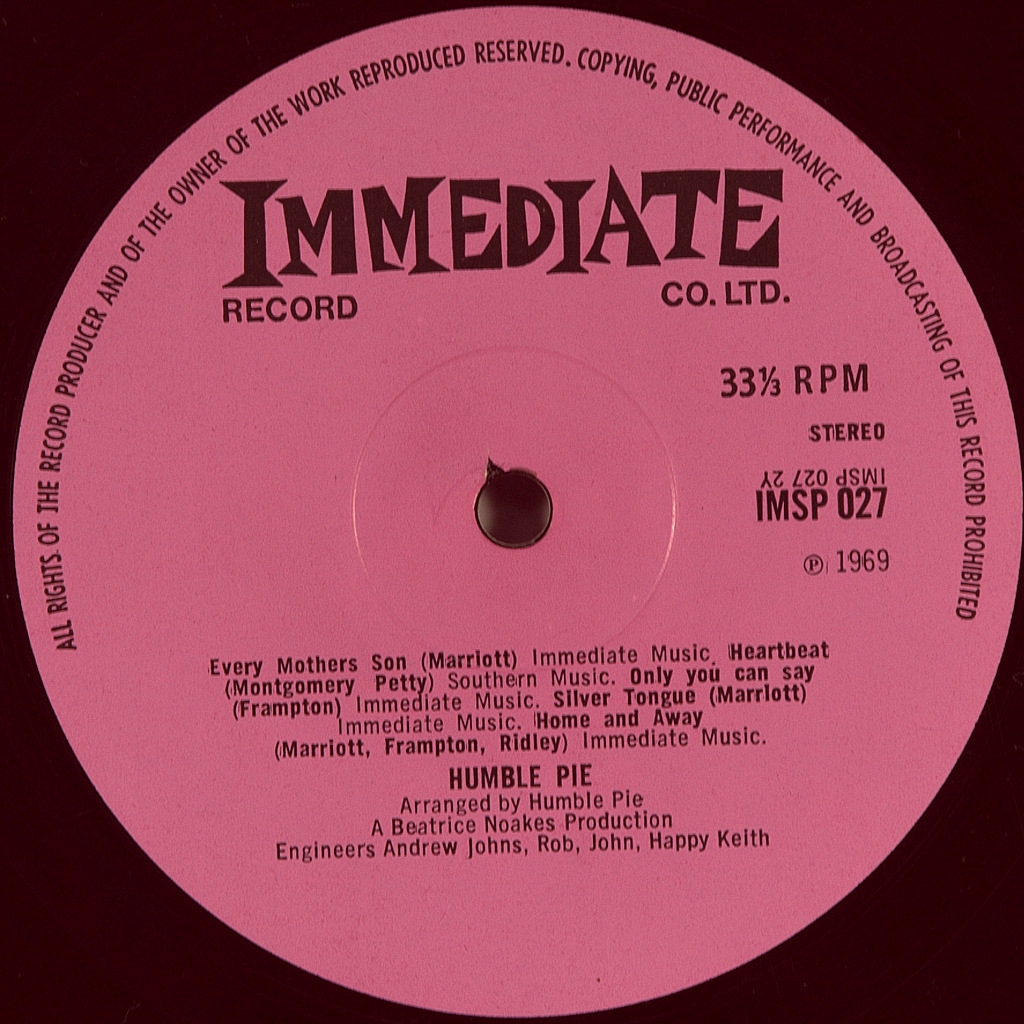 ALL RIGHTS OF THE RECORD PRODUCER AND OF THE OWNER OF THE WORK REPRODUCED RESERVED. COPYING, PUBLIC PERFORMANCE AND BROADCASTING OF THIS RECORD PROHIBITED
IMMEDIATE
RECORD CO. LTD.
33⅓ RPM
STEREO
IMSP 027 2Y
IMSP 027
℗ 1969
Every Mothers Son (Marriott) Immediate Music. Heartbeat
(Montgomery Petty) Southern Music. Only you can say
(Frampton) Immediate Music. Silver Tongue (Marriott)
Immediate Music. Home and Away
(Marriott, Frampton, Ridley) Immediate Music.
HUMBLE PIE
Arranged by Humble Pie
A Beatrice Noakes Production
Engineers Andrew Johns, Rob, John, Happy Keith